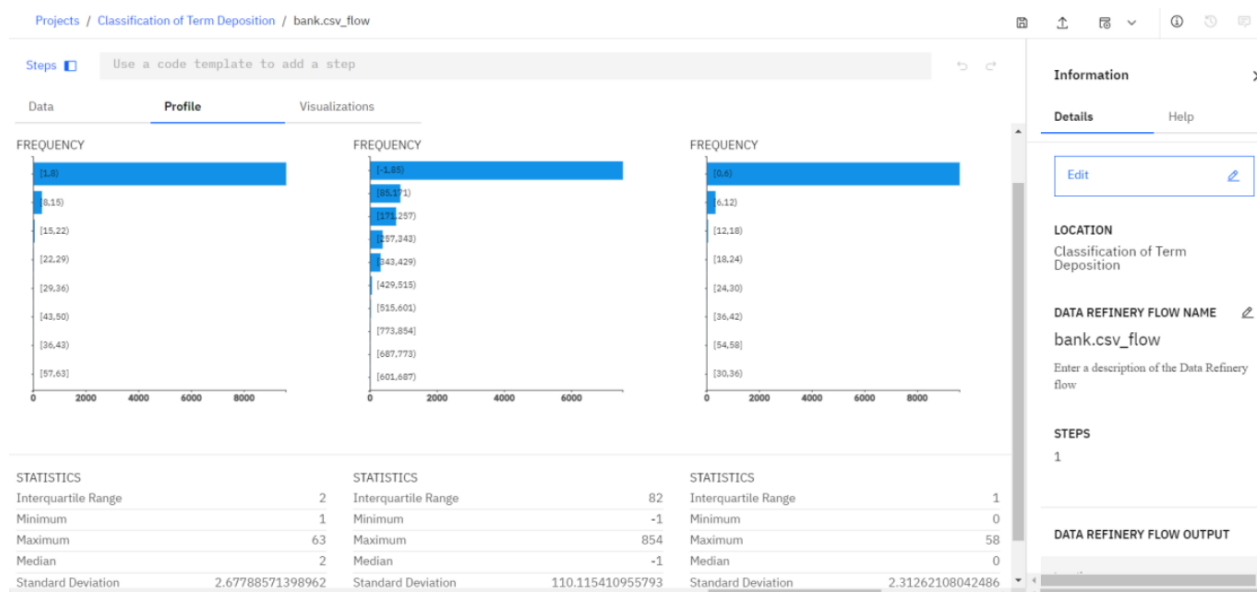 Projects / Classification of Term Deposition / bank.csv_flow
Steps Use a code template to add a step
Data Profile Visualizations
FREQUENCY
[1,8)
[8,15)
[15,22)
[22,29)
[29,36)
[43,50)
[36,43)
[57,63]
0 2000 4000 6000 8000
FREQUENCY
[-1,85)
[85,171)
[171,257)
[257,343)
[343,429)
[429,515)
[515,601)
[773,854]
[687,773)
[601,687)
0 2000 4000 6000
FREQUENCY
[0,6)
[6,12)
[12,18)
[18,24)
[24,30)
[36,42)
[54,58]
[30,36)
0 2000 4000 6000 8000
STATISTICS
Interquartile Range 2
Minimum 1
Maximum 63
Median 2
Standard Deviation 2.67788571398962
STATISTICS
Interquartile Range 82
Minimum -1
Maximum 854
Median -1
Standard Deviation 110.115410955793
STATISTICS
Interquartile Range 1
Minimum 0
Maximum 58
Median 0
Standard Deviation 2.31262108042486
Information
Details Help
Edit
LOCATION
Classification of Term
Deposition
DATA REFINERY FLOW NAME
bank.csv_flow
Enter a description of the Data Refinery
flow
STEPS
1
DATA REFINERY FLOW OUTPUT